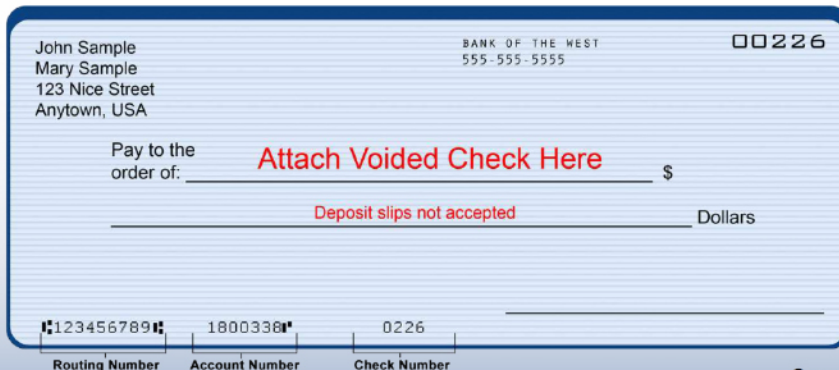 John Sample
Mary Sample
123 Nice Street
Anytown, USA
BANK OF THE WEST
555-555-5555
00226
Pay to the
order of:
Attach Voided Check Here
$
Deposit slips not accepted
Dollars
⑆123456789⑆ 1800338⑈ 0226
Routing Number Account Number Check Number